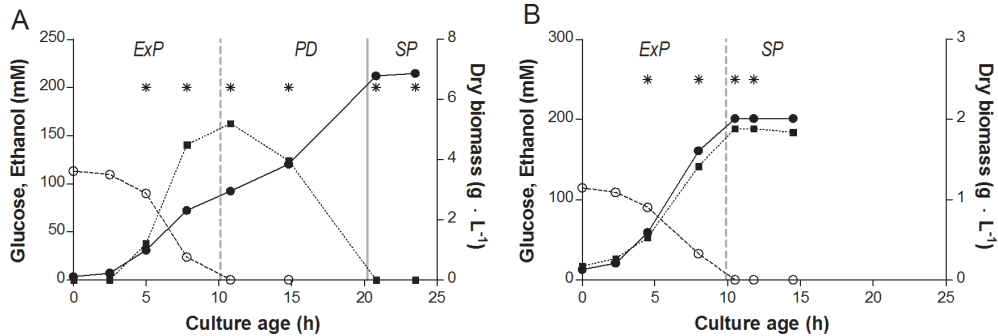 A
ExP PD SP
250
200
150
100
50
0
8
6
4
2
0
0 5 10 15 20 25
Glucose, Ethanol (mM)
Dry biomass (g · L-1)
Culture age (h)
* * * * * *
B
ExP SP
300
200
100
0
3
2
1
0
0 5 10 15 20 25
Glucose, Ethanol (mM)
Dry biomass (g · L-1)
Culture age (h)
* * * *